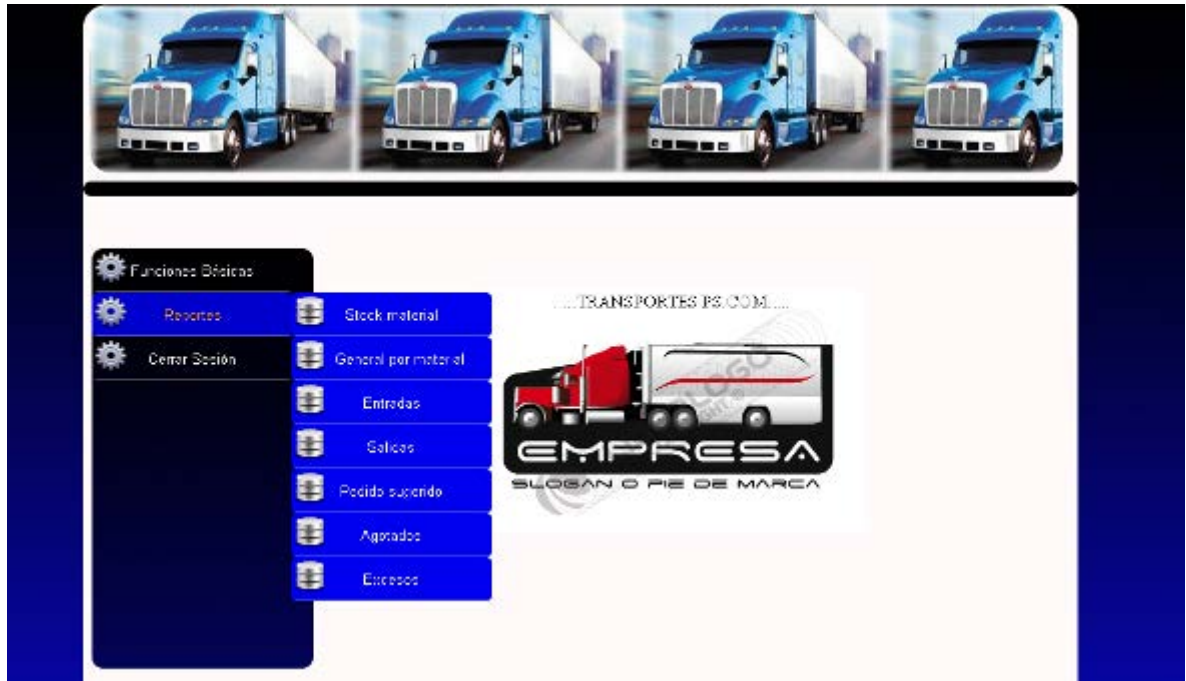 Funciones Básicas
Reportes
Cerrar Sesión
Stock material
General por material
Entradas
Salidas
Pedido sugerido
Agotados
Excesos
.....TRANSPORTES PS.COM.....
EMPRESA
SLOGAN O PIE DE MARCA